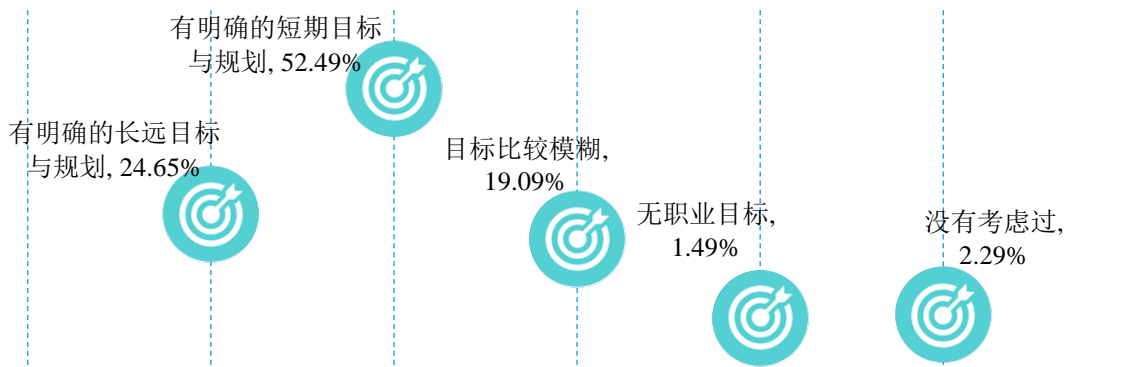 有明确的短期目标
与规划, 52.49%
有明确的长远目标
与规划, 24.65%
目标比较模糊,
19.09%
无职业目标,
1.49%
没有考虑过,
2.29%